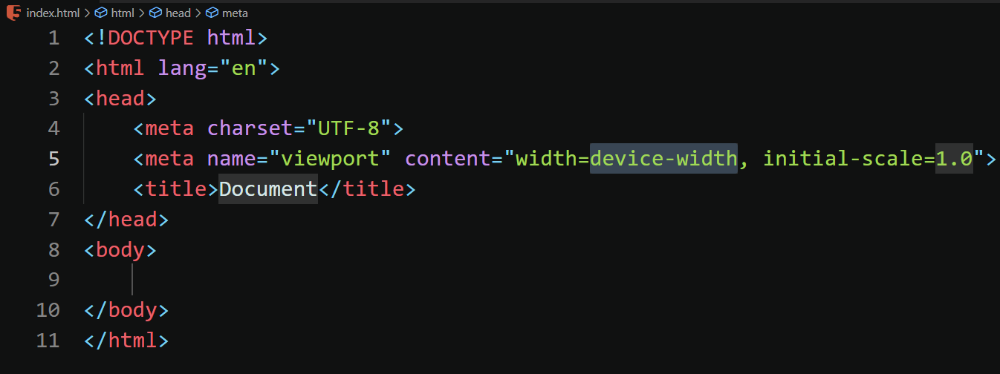 index.html > html > head > meta
1 <!DOCTYPE html>
2 <html lang="en">
3 <head>
4     <meta charset="UTF-8">
5     <meta name="viewport" content="width=device-width, initial-scale=1.0">
6     <title>Document</title>
7 </head>
8 <body>
9
10 </body>
11 </html>